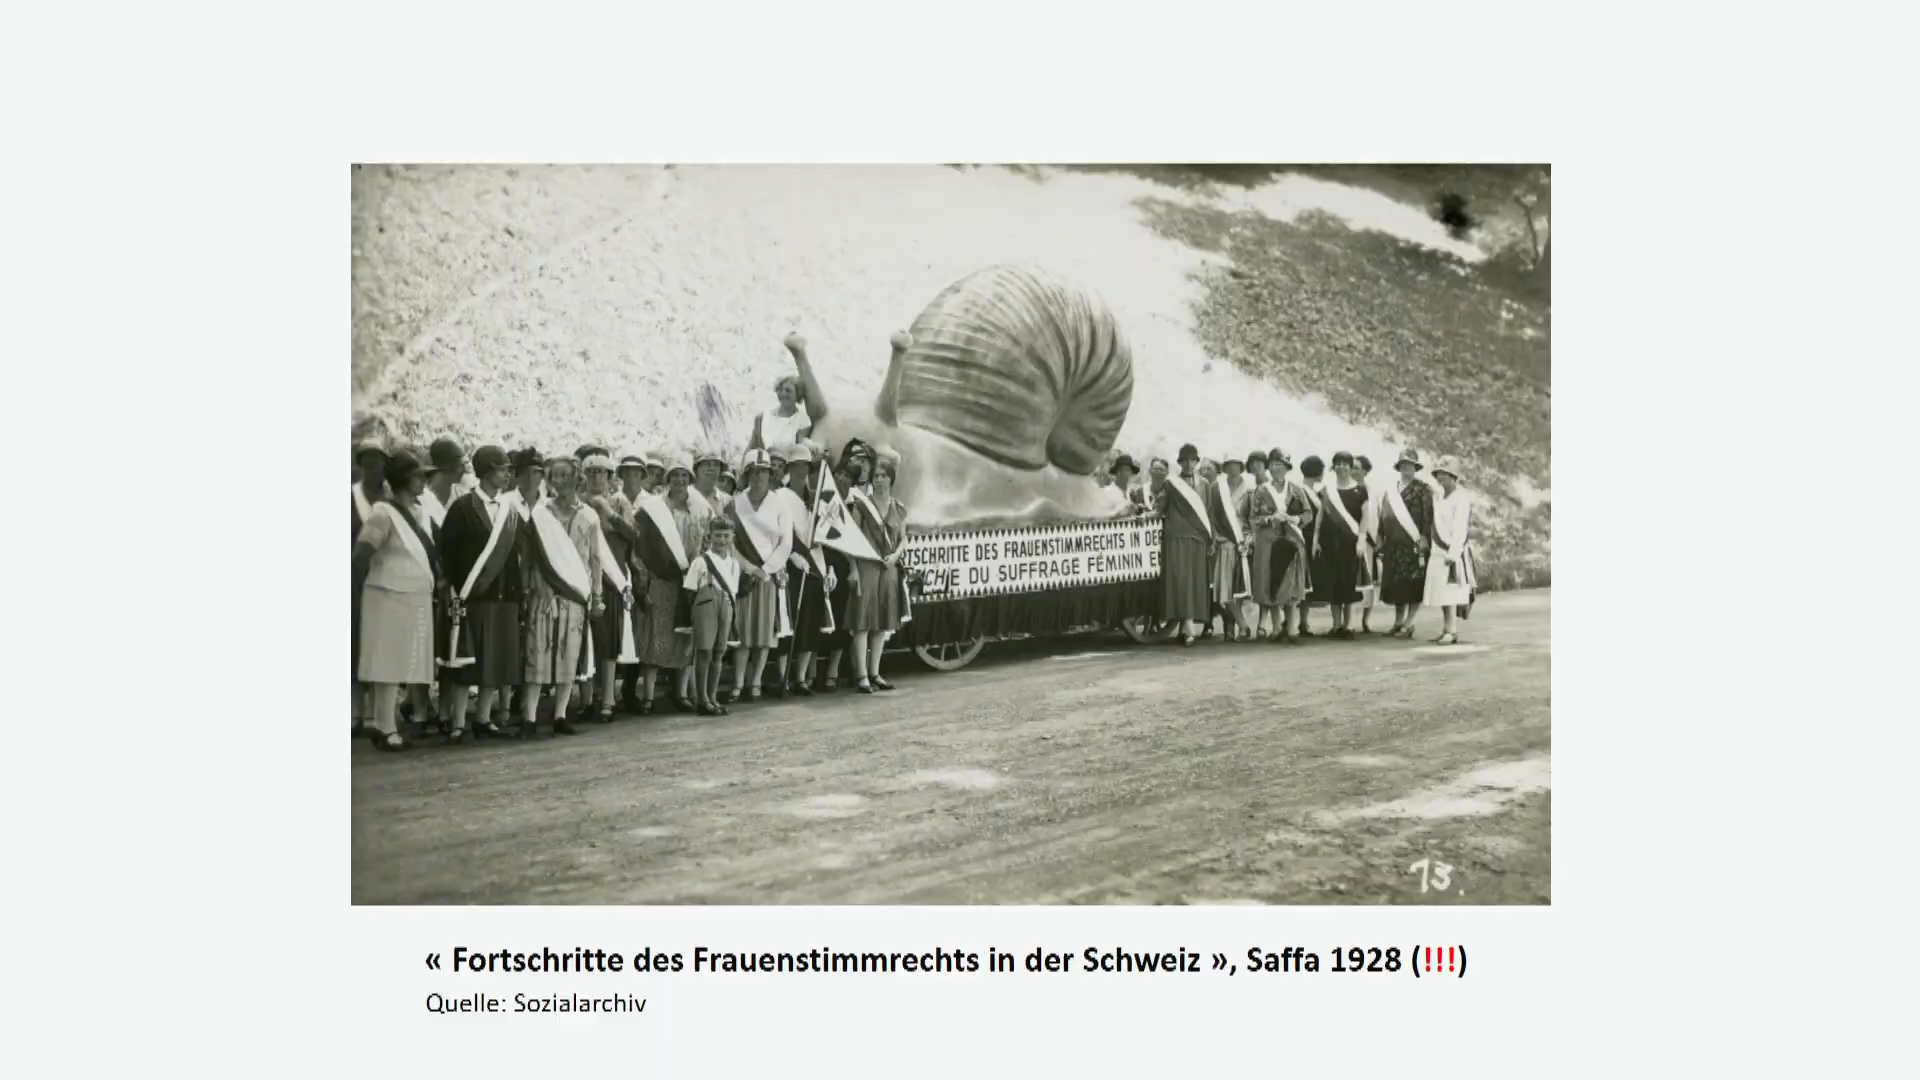 RTSCHRITTE DES FRAUENSTIMMRECHTS IN DER
CHE DU SUFFRAGE FÉMININ E
73.
« Fortschritte des Frauenstimmrechts in der Schweiz », Saffa 1928 (!!!)
Quelle: Sozialarchiv